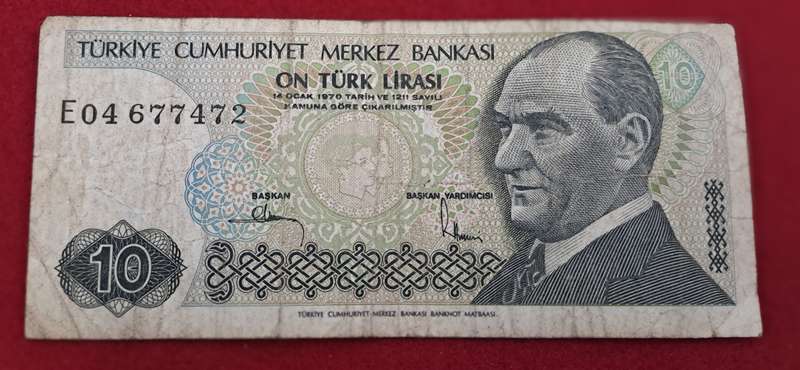 TÜRKİYE CUMHURİYET MERKEZ BANKASI
ON TÜRK LİRASI
14 OCAK 1970 TARİH VE 1211 SAYILI
KANUNA GÖRE ÇIKARILMIŞTIR
10
E04 677472
BAŞKAN
BAŞKAN YARDIMCISI
10
TÜRKİYE CUMHURİYET MERKEZ BANKASI BANKNOT MATBAASI